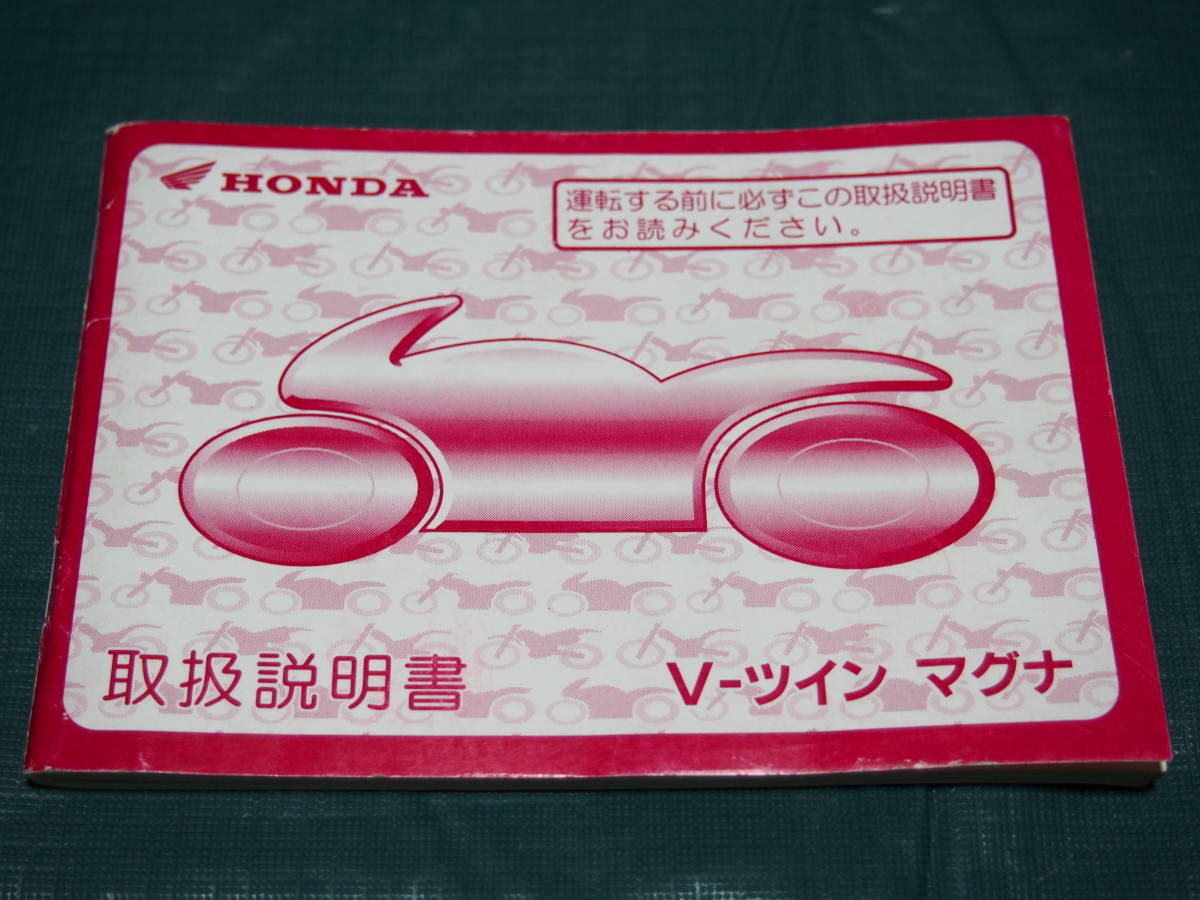 HONDA
運転する前に必ずこの取扱説明書
をお読みください。
取扱説明書
V-ツイン マグナ